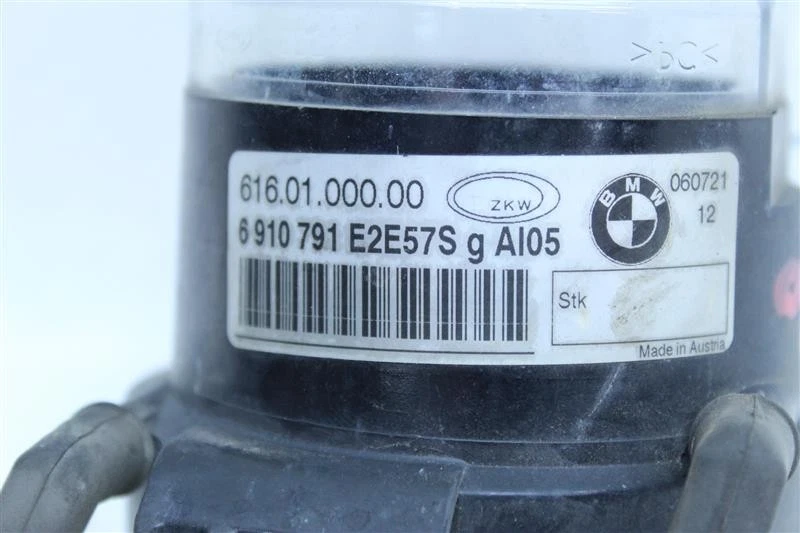 >PC<
616.01.000.00
ZKW
BMW
060721
12
6 910 791 E2E57S g AI05
Stk
Made in Austria